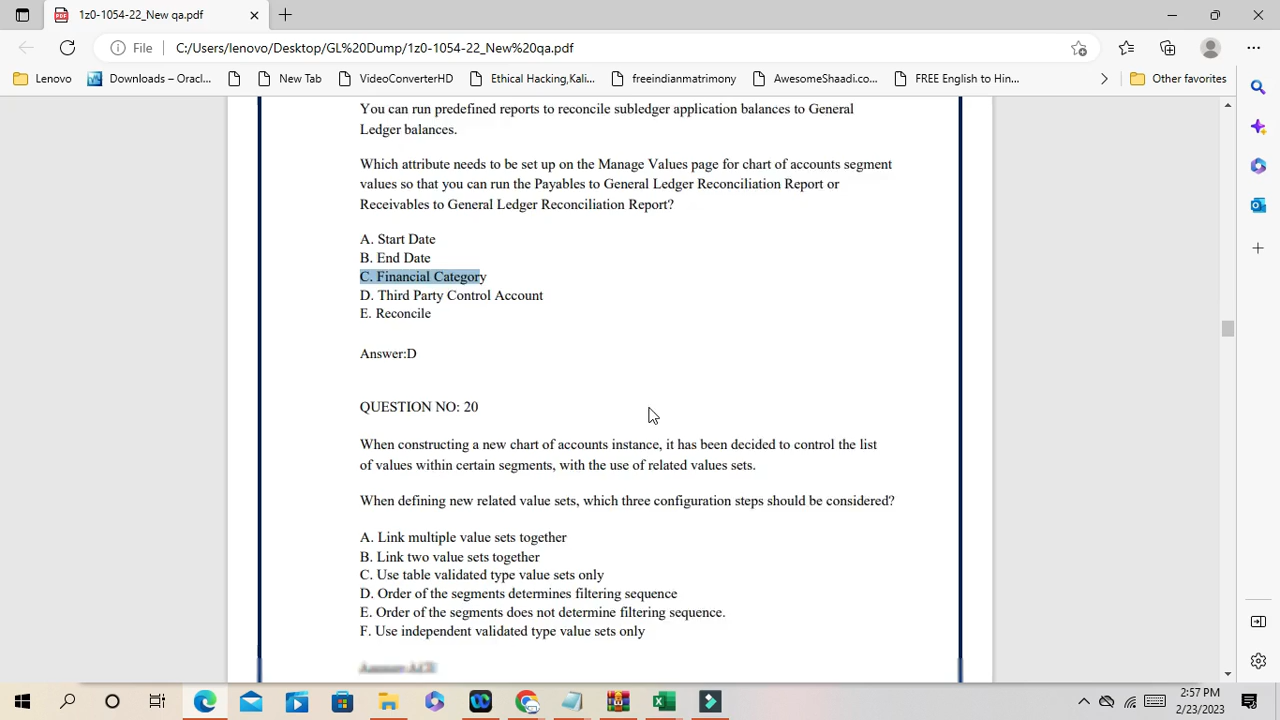 1z0-1054-22_New qa.pdf
File
C:/Users/lenovo/Desktop/GL%20Dump/1z0-1054-22_New%20qa.pdf
Lenovo
Downloads – Oracl...
New Tab
VideoConverterHD
Ethical Hacking,Kali...
freeindianmatrimony
AwesomeShaadi.co...
FREE English to Hin...
Other favorites
You can run predefined reports to reconcile subledger application balances to General
Ledger balances.
Which attribute needs to be set up on the Manage Values page for chart of accounts segment
values so that you can run the Payables to General Ledger Reconciliation Report or
Receivables to General Ledger Reconciliation Report?
A. Start Date
B. End Date
C. Financial Category
D. Third Party Control Account
E. Reconcile
Answer:D
QUESTION NO: 20
When constructing a new chart of accounts instance, it has been decided to control the list
of values within certain segments, with the use of related values sets.
When defining new related value sets, which three configuration steps should be considered?
A. Link multiple value sets together
B. Link two value sets together
C. Use table validated type value sets only
D. Order of the segments determines filtering sequence
E. Order of the segments does not determine filtering sequence.
F. Use independent validated type value sets only
2:57 PM
2/23/2023